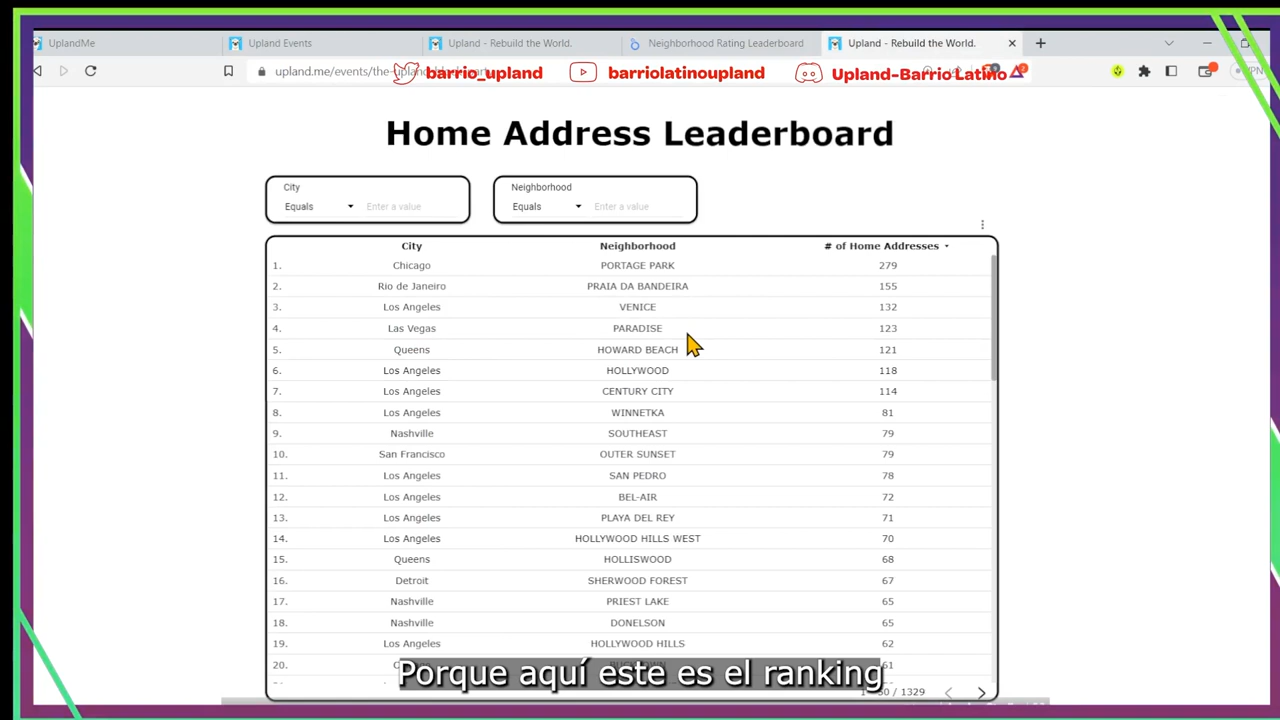 UplandMe
Upland Events
Upland - Rebuild the World.
Neighborhood Rating Leaderboard
Upland - Rebuild the World.
upland.me/events/the-upland
barrio_upland
barriolatinoupland
Upland-Barrio Latino
Home Address Leaderboard
City
Equals Enter a value
Neighborhood
Equals Enter a value
City Neighborhood # of Home Addresses
1. Chicago PORTAGE PARK 279
2. Rio de Janeiro PRAIA DA BANDEIRA 155
3. Los Angeles VENICE 132
4. Las Vegas PARADISE 123
5. Queens HOWARD BEACH 121
6. Los Angeles HOLLYWOOD 118
7. Los Angeles CENTURY CITY 114
8. Los Angeles WINNETKA 81
9. Nashville SOUTHEAST 79
10. San Francisco OUTER SUNSET 79
11. Los Angeles SAN PEDRO 78
12. Los Angeles BEL-AIR 72
13. Los Angeles PLAYA DEL REY 71
14. Los Angeles HOLLYWOOD HILLS WEST 70
15. Queens HOLLISWOOD 68
16. Detroit SHERWOOD FOREST 67
17. Nashville PRIEST LAKE 65
18. Nashville DONELSON 65
19. Los Angeles HOLLYWOOD HILLS 62
20. 61
Porque aquí este es el ranking
/ 1329